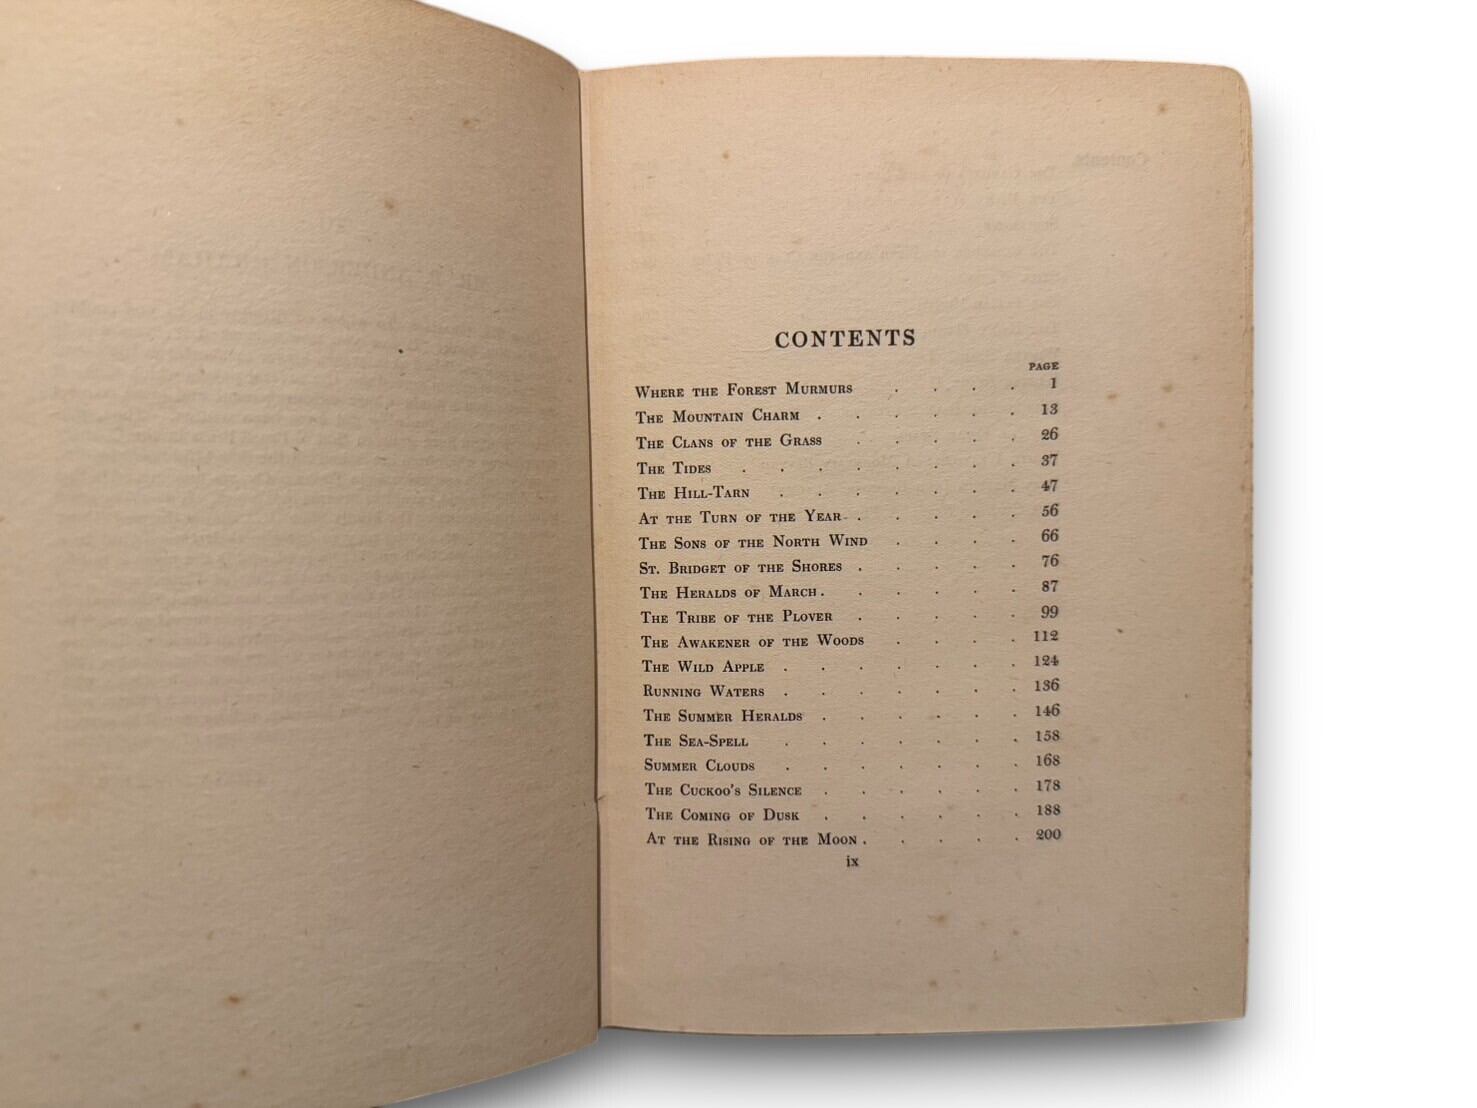 CONTENTS
PAGE
WHERE THE FOREST MURMURS . . . . 1
THE MOUNTAIN CHARM . . . . . . 13
THE CLANS OF THE GRASS . . . . . 26
THE TIDES . . . . . . . . 37
THE HILL-TARN . . . . . . . 47
AT THE TURN OF THE YEAR . . . . . 56
THE SONS OF THE NORTH WIND . . . . 66
ST. BRIDGET OF THE SHORES . . . . . 76
THE HERALDS OF MARCH . . . . . . 87
THE TRIBE OF THE PLOVER . . . . . 99
THE AWAKENER OF THE WOODS . . . . 112
THE WILD APPLE . . . . . . . 124
RUNNING WATERS . . . . . . . 136
THE SUMMER HERALDS . . . . . . 146
THE SEA-SPELL . . . . . . . 158
SUMMER CLOUDS . . . . . . . 168
THE CUCKOO'S SILENCE . . . . . . 178
THE COMING OF DUSK . . . . . . 188
AT THE RISING OF THE MOON . . . . . 200
ix